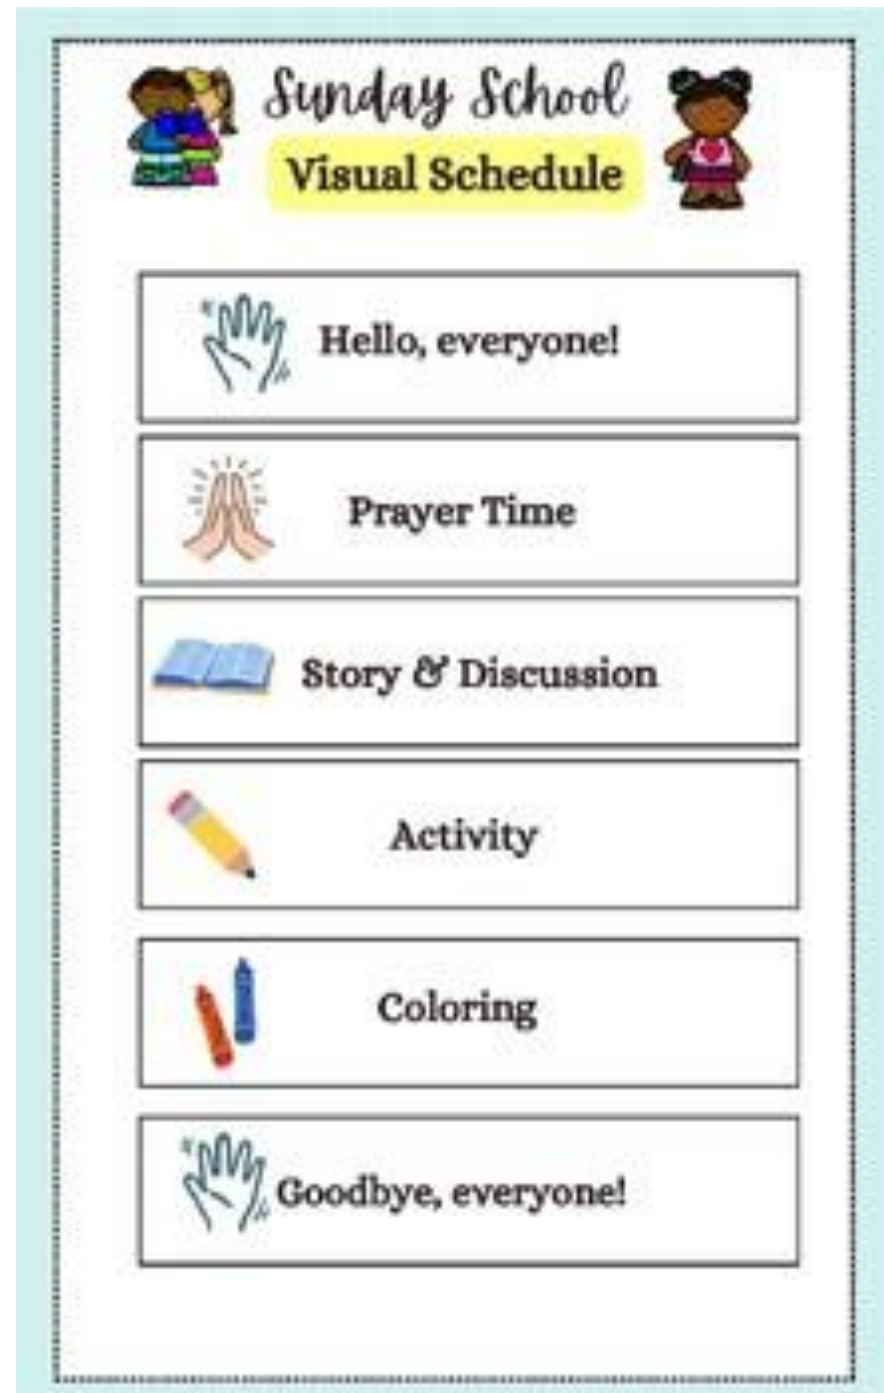 Sunday School
Visual Schedule
Hello, everyone!
Prayer Time
Story & Discussion
Activity
Coloring
Goodbye, everyone!